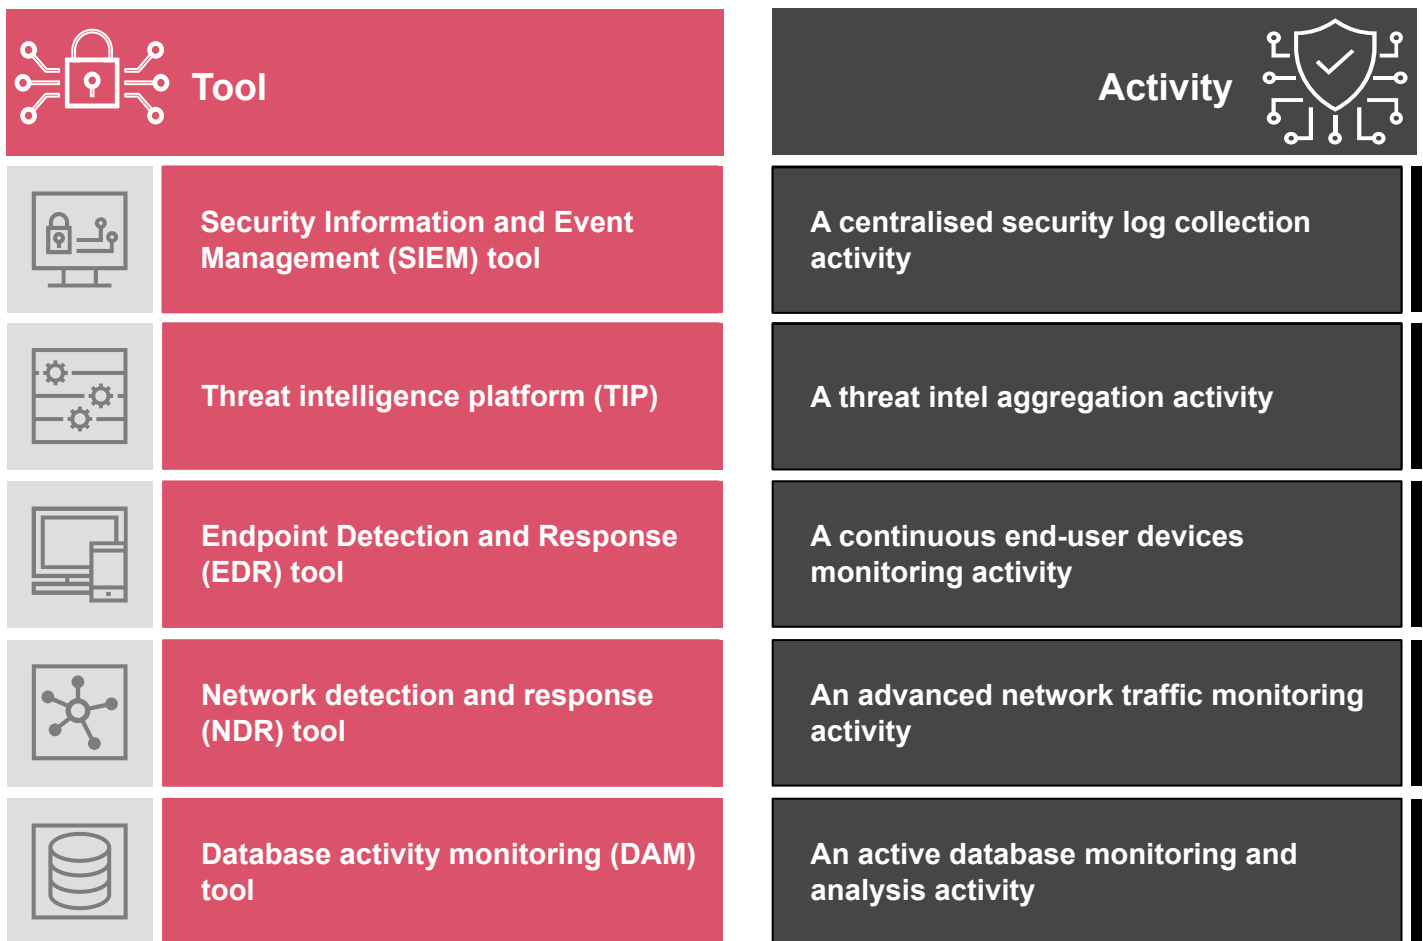 Tool
Activity
Security Information and Event
Management (SIEM) tool
A centralised security log collection
activity
Threat intelligence platform (TIP)
A threat intel aggregation activity
Endpoint Detection and Response
(EDR) tool
A continuous end-user devices
monitoring activity
Network detection and response
(NDR) tool
An advanced network traffic monitoring
activity
Database activity monitoring (DAM)
tool
An active database monitoring and
analysis activity